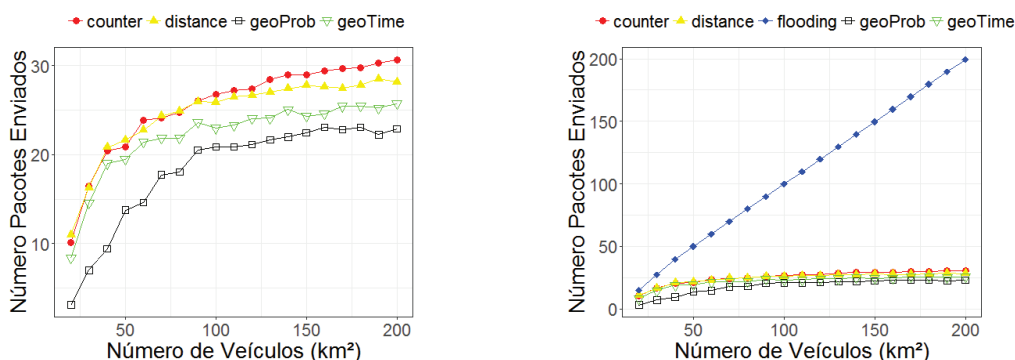 counter distance geoProb geoTime
Número Pacotes Enviados
30
20
10
50 100 150 200
Número de Veículos (km²)
counter distance flooding geoProb geoTime
Número Pacotes Enviados
200
150
100
50
0
50 100 150 200
Número de Veículos (km²)